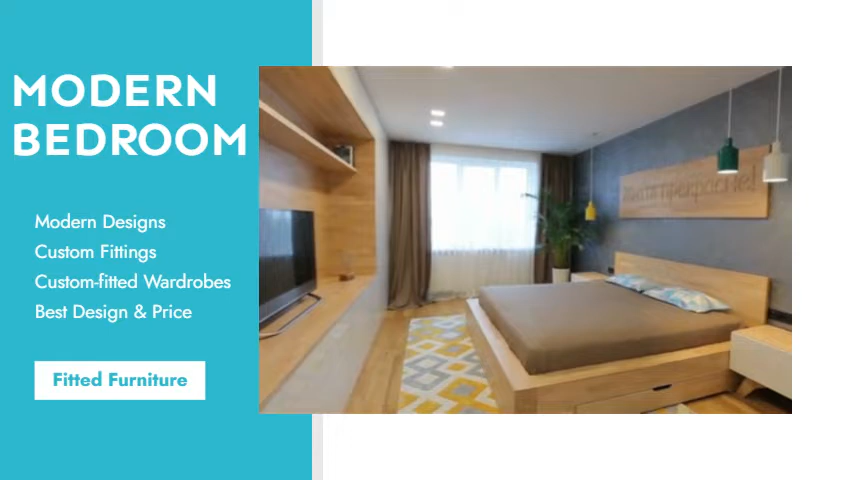 MODERN
BEDROOM
Modern Designs
Custom Fittings
Custom-fitted Wardrobes
Best Design & Price
Fitted Furniture